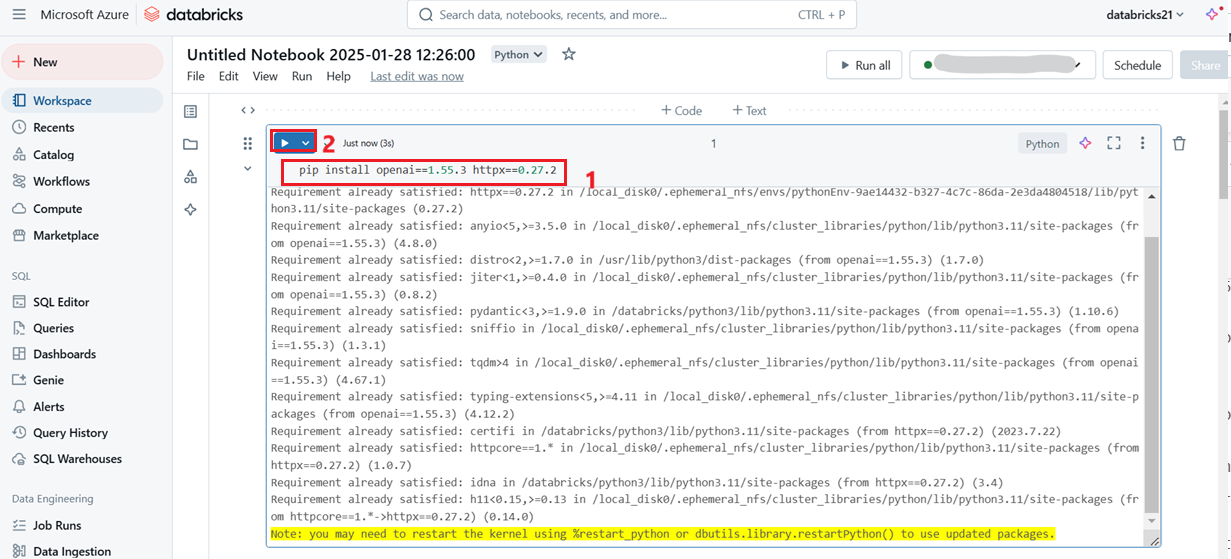 Microsoft Azure
databricks
Search data, notebooks, recents, and more...
CTRL + P
databricks21
New
Workspace
Recents
Catalog
Workflows
Compute
Marketplace
SQL
SQL Editor
Queries
Dashboards
Genie
Alerts
Query History
SQL Warehouses
Data Engineering
Job Runs
Data Ingestion
Untitled Notebook 2025-01-28 12:26:00
Python
File Edit View Run Help Last edit was now
Run all
Schedule
Share
+ Code + Text
2
Just now (3s)
1
Python
pip install openai==1.55.3 httpx==0.27.2
1
Requirement already satisfied: httpx==0.27.2 in /local_disk0/.ephemeral_nfs/envs/pythonEnv-9ae14432-b327-4c7c-86da-2e3da4804518/lib/pyt
hon3.11/site-packages (0.27.2)
Requirement already satisfied: anyio<5,>=3.5.0 in /local_disk0/.ephemeral_nfs/cluster_libraries/python/lib/python3.11/site-packages (fr
om openai==1.55.3) (4.8.0)
Requirement already satisfied: distro<2,>=1.7.0 in /usr/lib/python3/dist-packages (from openai==1.55.3) (1.7.0)
Requirement already satisfied: jiter<1,>=0.4.0 in /local_disk0/.ephemeral_nfs/cluster_libraries/python/lib/python3.11/site-packages (fr
om openai==1.55.3) (0.8.2)
Requirement already satisfied: pydantic<3,>=1.9.0 in /databricks/python3/lib/python3.11/site-packages (from openai==1.55.3) (1.10.6)
Requirement already satisfied: sniffio in /local_disk0/.ephemeral_nfs/cluster_libraries/python/lib/python3.11/site-packages (from opena
i==1.55.3) (1.3.1)
Requirement already satisfied: tqdm>4 in /local_disk0/.ephemeral_nfs/cluster_libraries/python/lib/python3.11/site-packages (from openai
==1.55.3) (4.67.1)
Requirement already satisfied: typing-extensions<5,>=4.11 in /local_disk0/.ephemeral_nfs/cluster_libraries/python/lib/python3.11/site-p
ackages (from openai==1.55.3) (4.12.2)
Requirement already satisfied: certifi in /databricks/python3/lib/python3.11/site-packages (from httpx==0.27.2) (2023.7.22)
Requirement already satisfied: httpcore==1.* in /local_disk0/.ephemeral_nfs/cluster_libraries/python/lib/python3.11/site-packages (from
httpx==0.27.2) (1.0.7)
Requirement already satisfied: idna in /databricks/python3/lib/python3.11/site-packages (from httpx==0.27.2) (3.4)
Requirement already satisfied: h11<0.15,>=0.13 in /local_disk0/.ephemeral_nfs/cluster_libraries/python/lib/python3.11/site-packages (fr
om httpcore==1.*->httpx==0.27.2) (0.14.0)
Note: you may need to restart the kernel using %restart_python or dbutils.library.restartPython() to use updated packages.